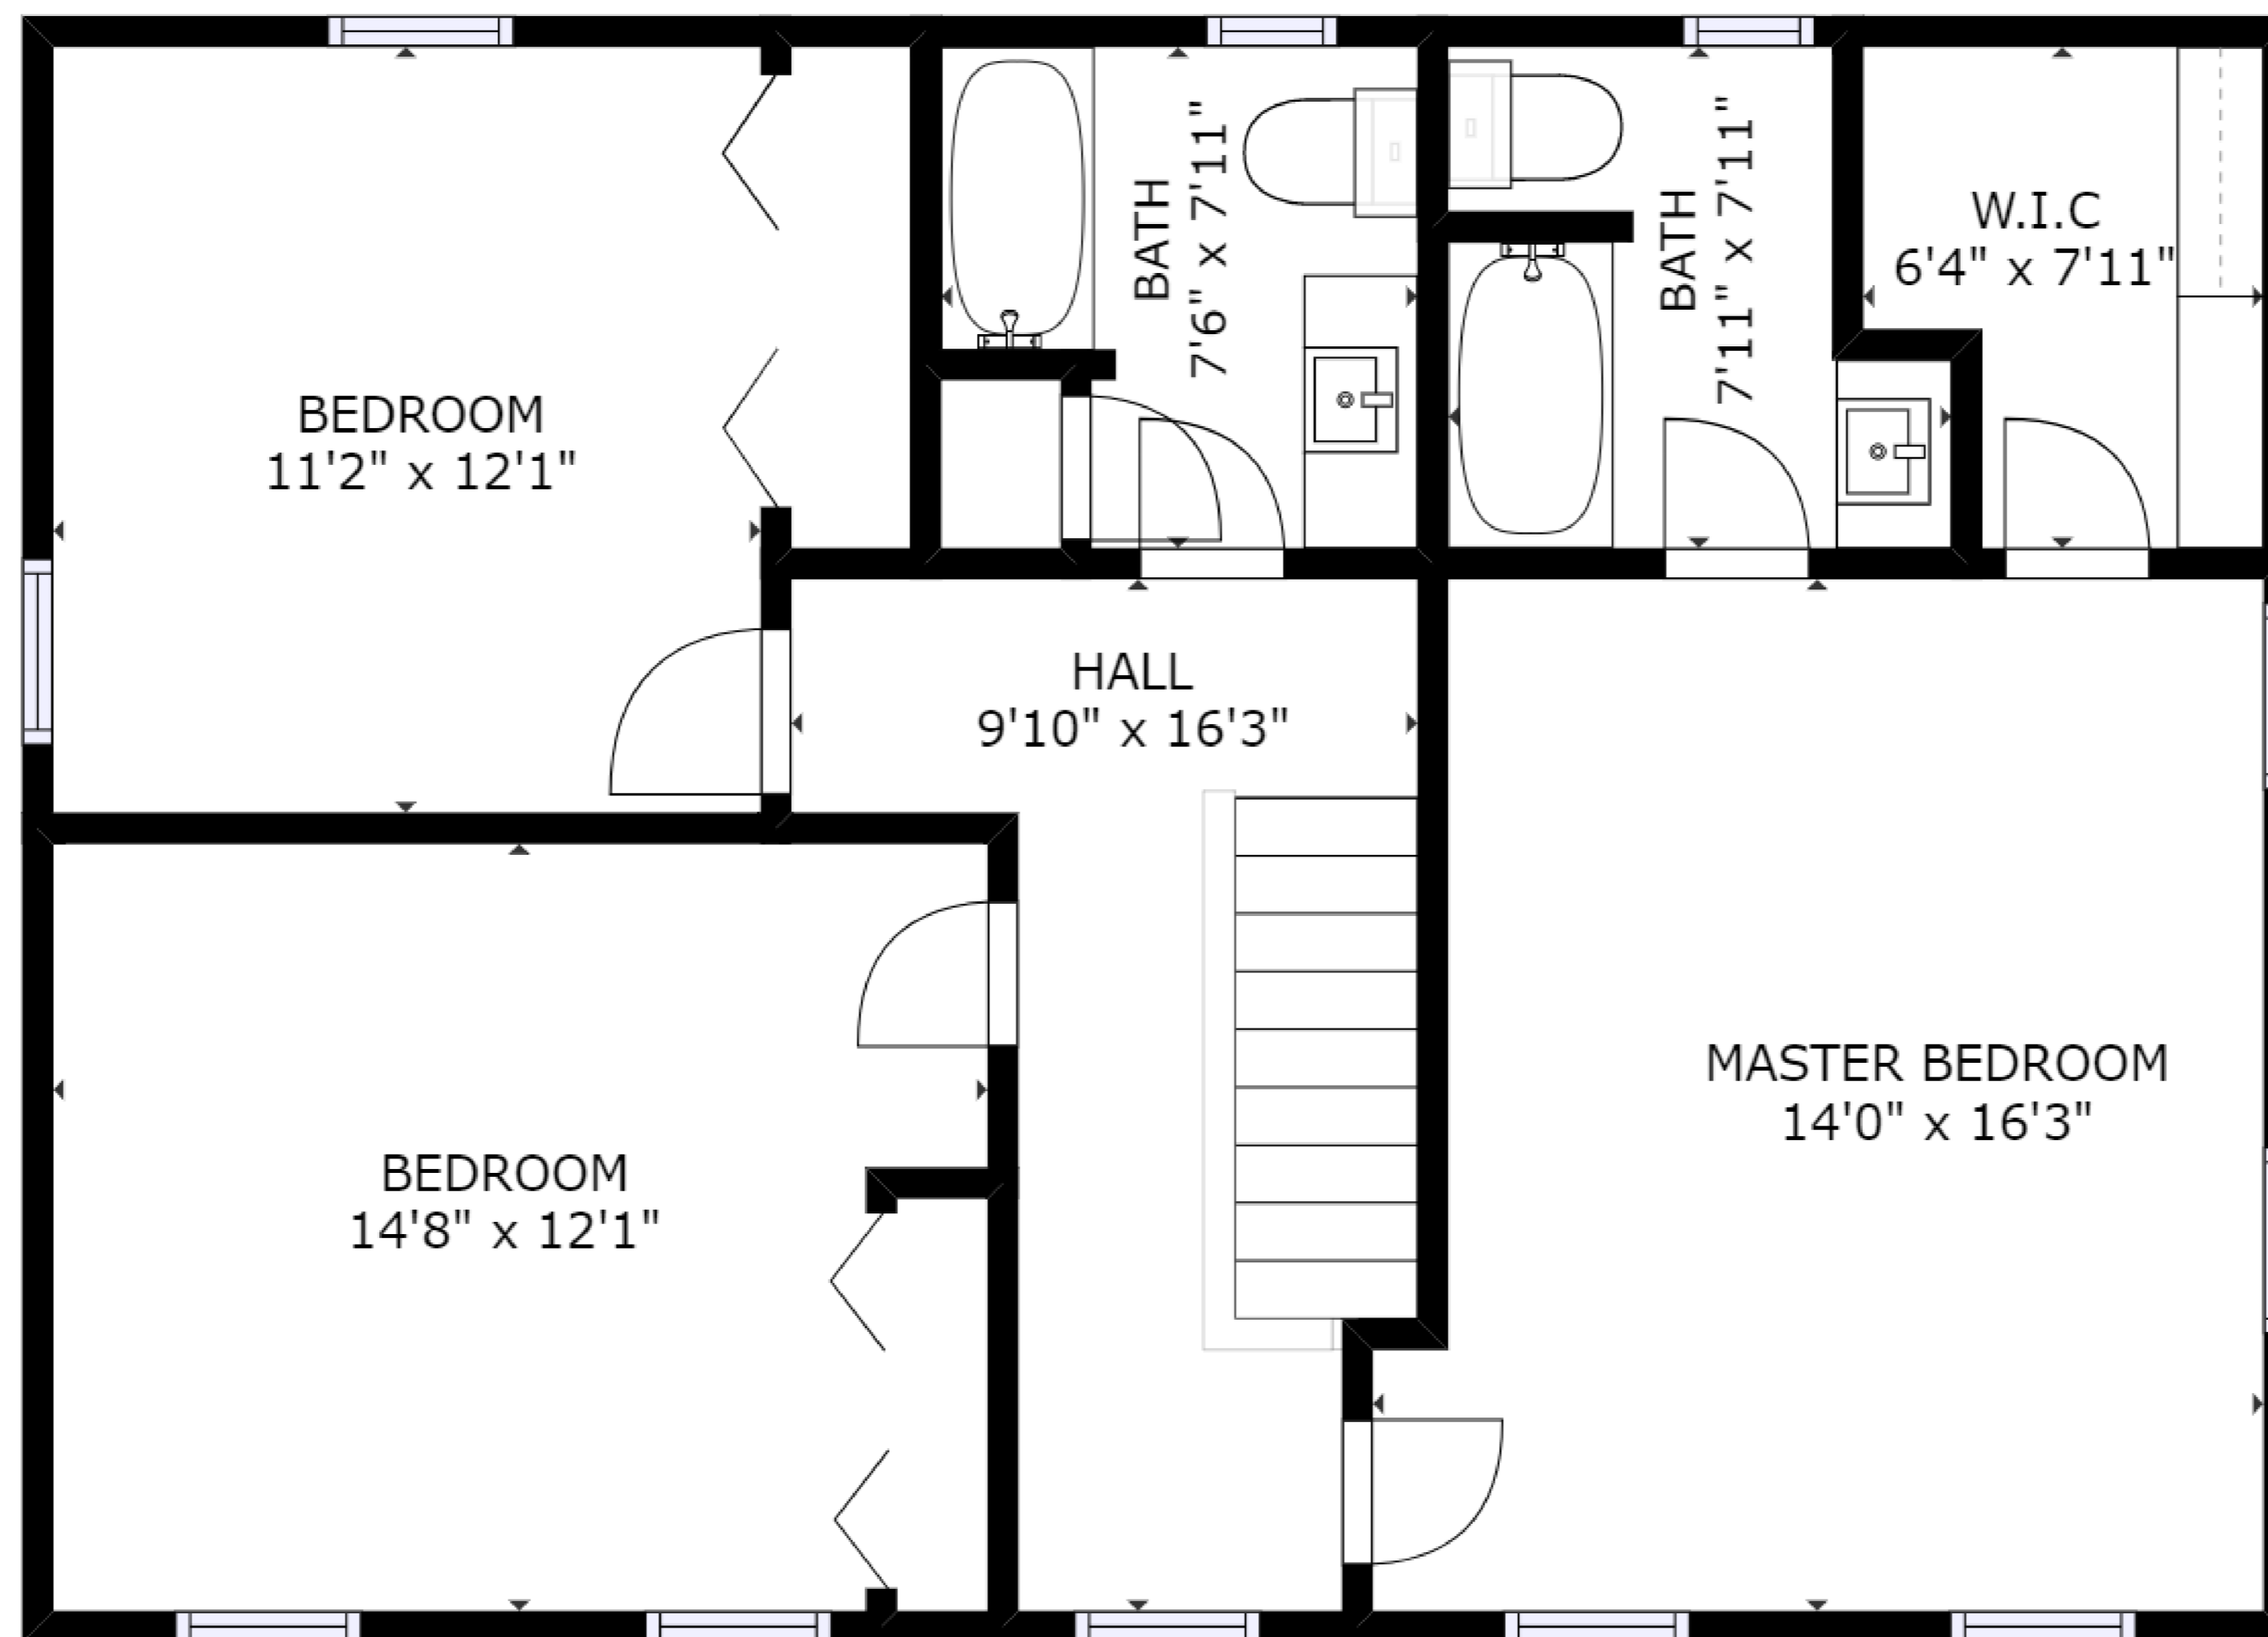 BATH
7'6" x 7'11"
BATH
7'11" x 7'11"
W.I.C
6'4" x 7'11"
BEDROOM
11'2" x 12'1"
HALL
9'10" x 16'3"
MASTER BEDROOM
14'0" x 16'3"
BEDROOM
14'8" x 12'1"